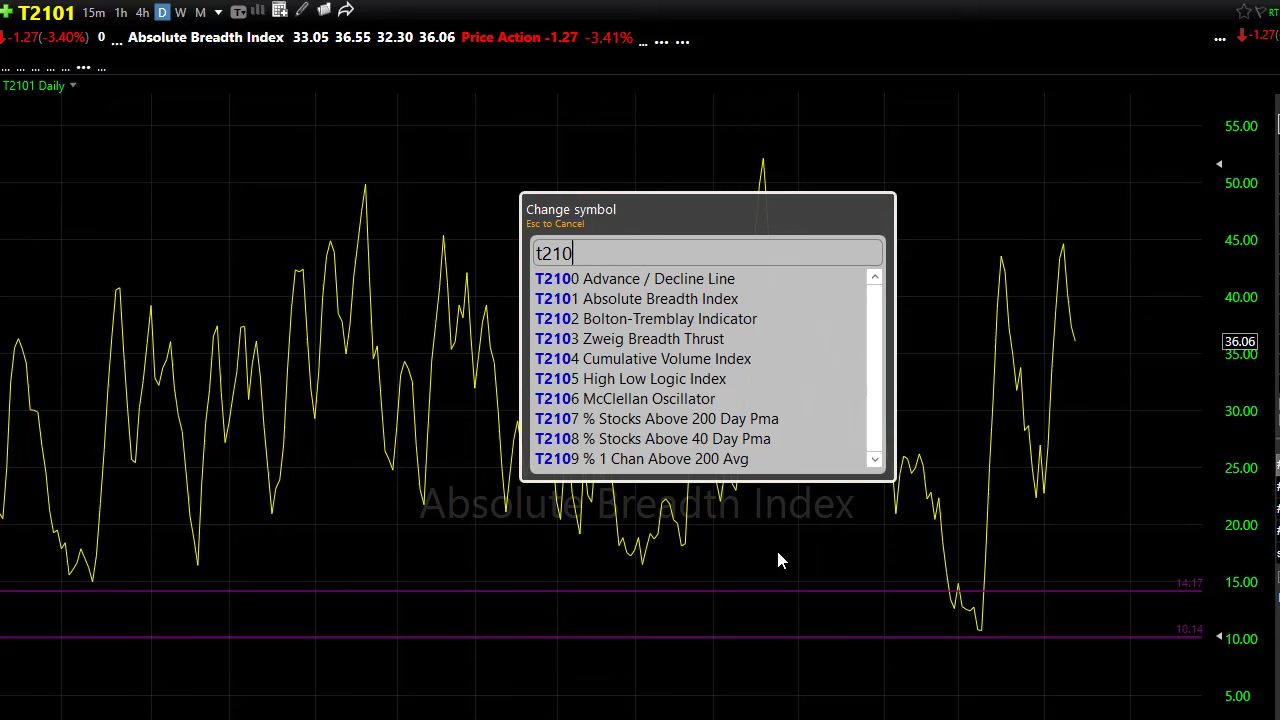 T2101 15m 1h 4h D W M T RT
-1.27(-3.40%) 0 ... Absolute Breadth Index 33.05 36.55 32.30 36.06 Price Action -1.27 -3.41% ... ... ... ... -1.27(
... ... ... ... ... ... ...
T2101 Daily
55.00
50.00
45.00
40.00
36.06
35.00
30.00
25.00
20.00
15.00
10.00
5.00
14.17
10.14
Change symbol
Esc to Cancel
t210
T2100 Advance / Decline Line
T2101 Absolute Breadth Index
T2102 Bolton-Tremblay Indicator
T2103 Zweig Breadth Thrust
T2104 Cumulative Volume Index
T2105 High Low Logic Index
T2106 McClellan Oscillator
T2107 % Stocks Above 200 Day Pma
T2108 % Stocks Above 40 Day Pma
T2109 % 1 Chan Above 200 Avg
Absolute Breadth Index